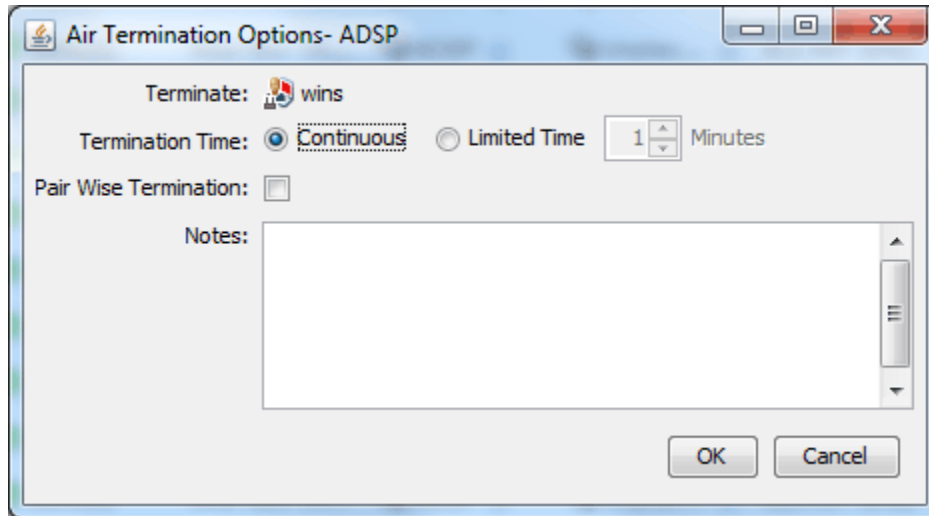 Air Termination Options- ADSP
Terminate: wins
Termination Time: Continuous Limited Time 1 Minutes
Pair Wise Termination:
Notes:
OK Cancel